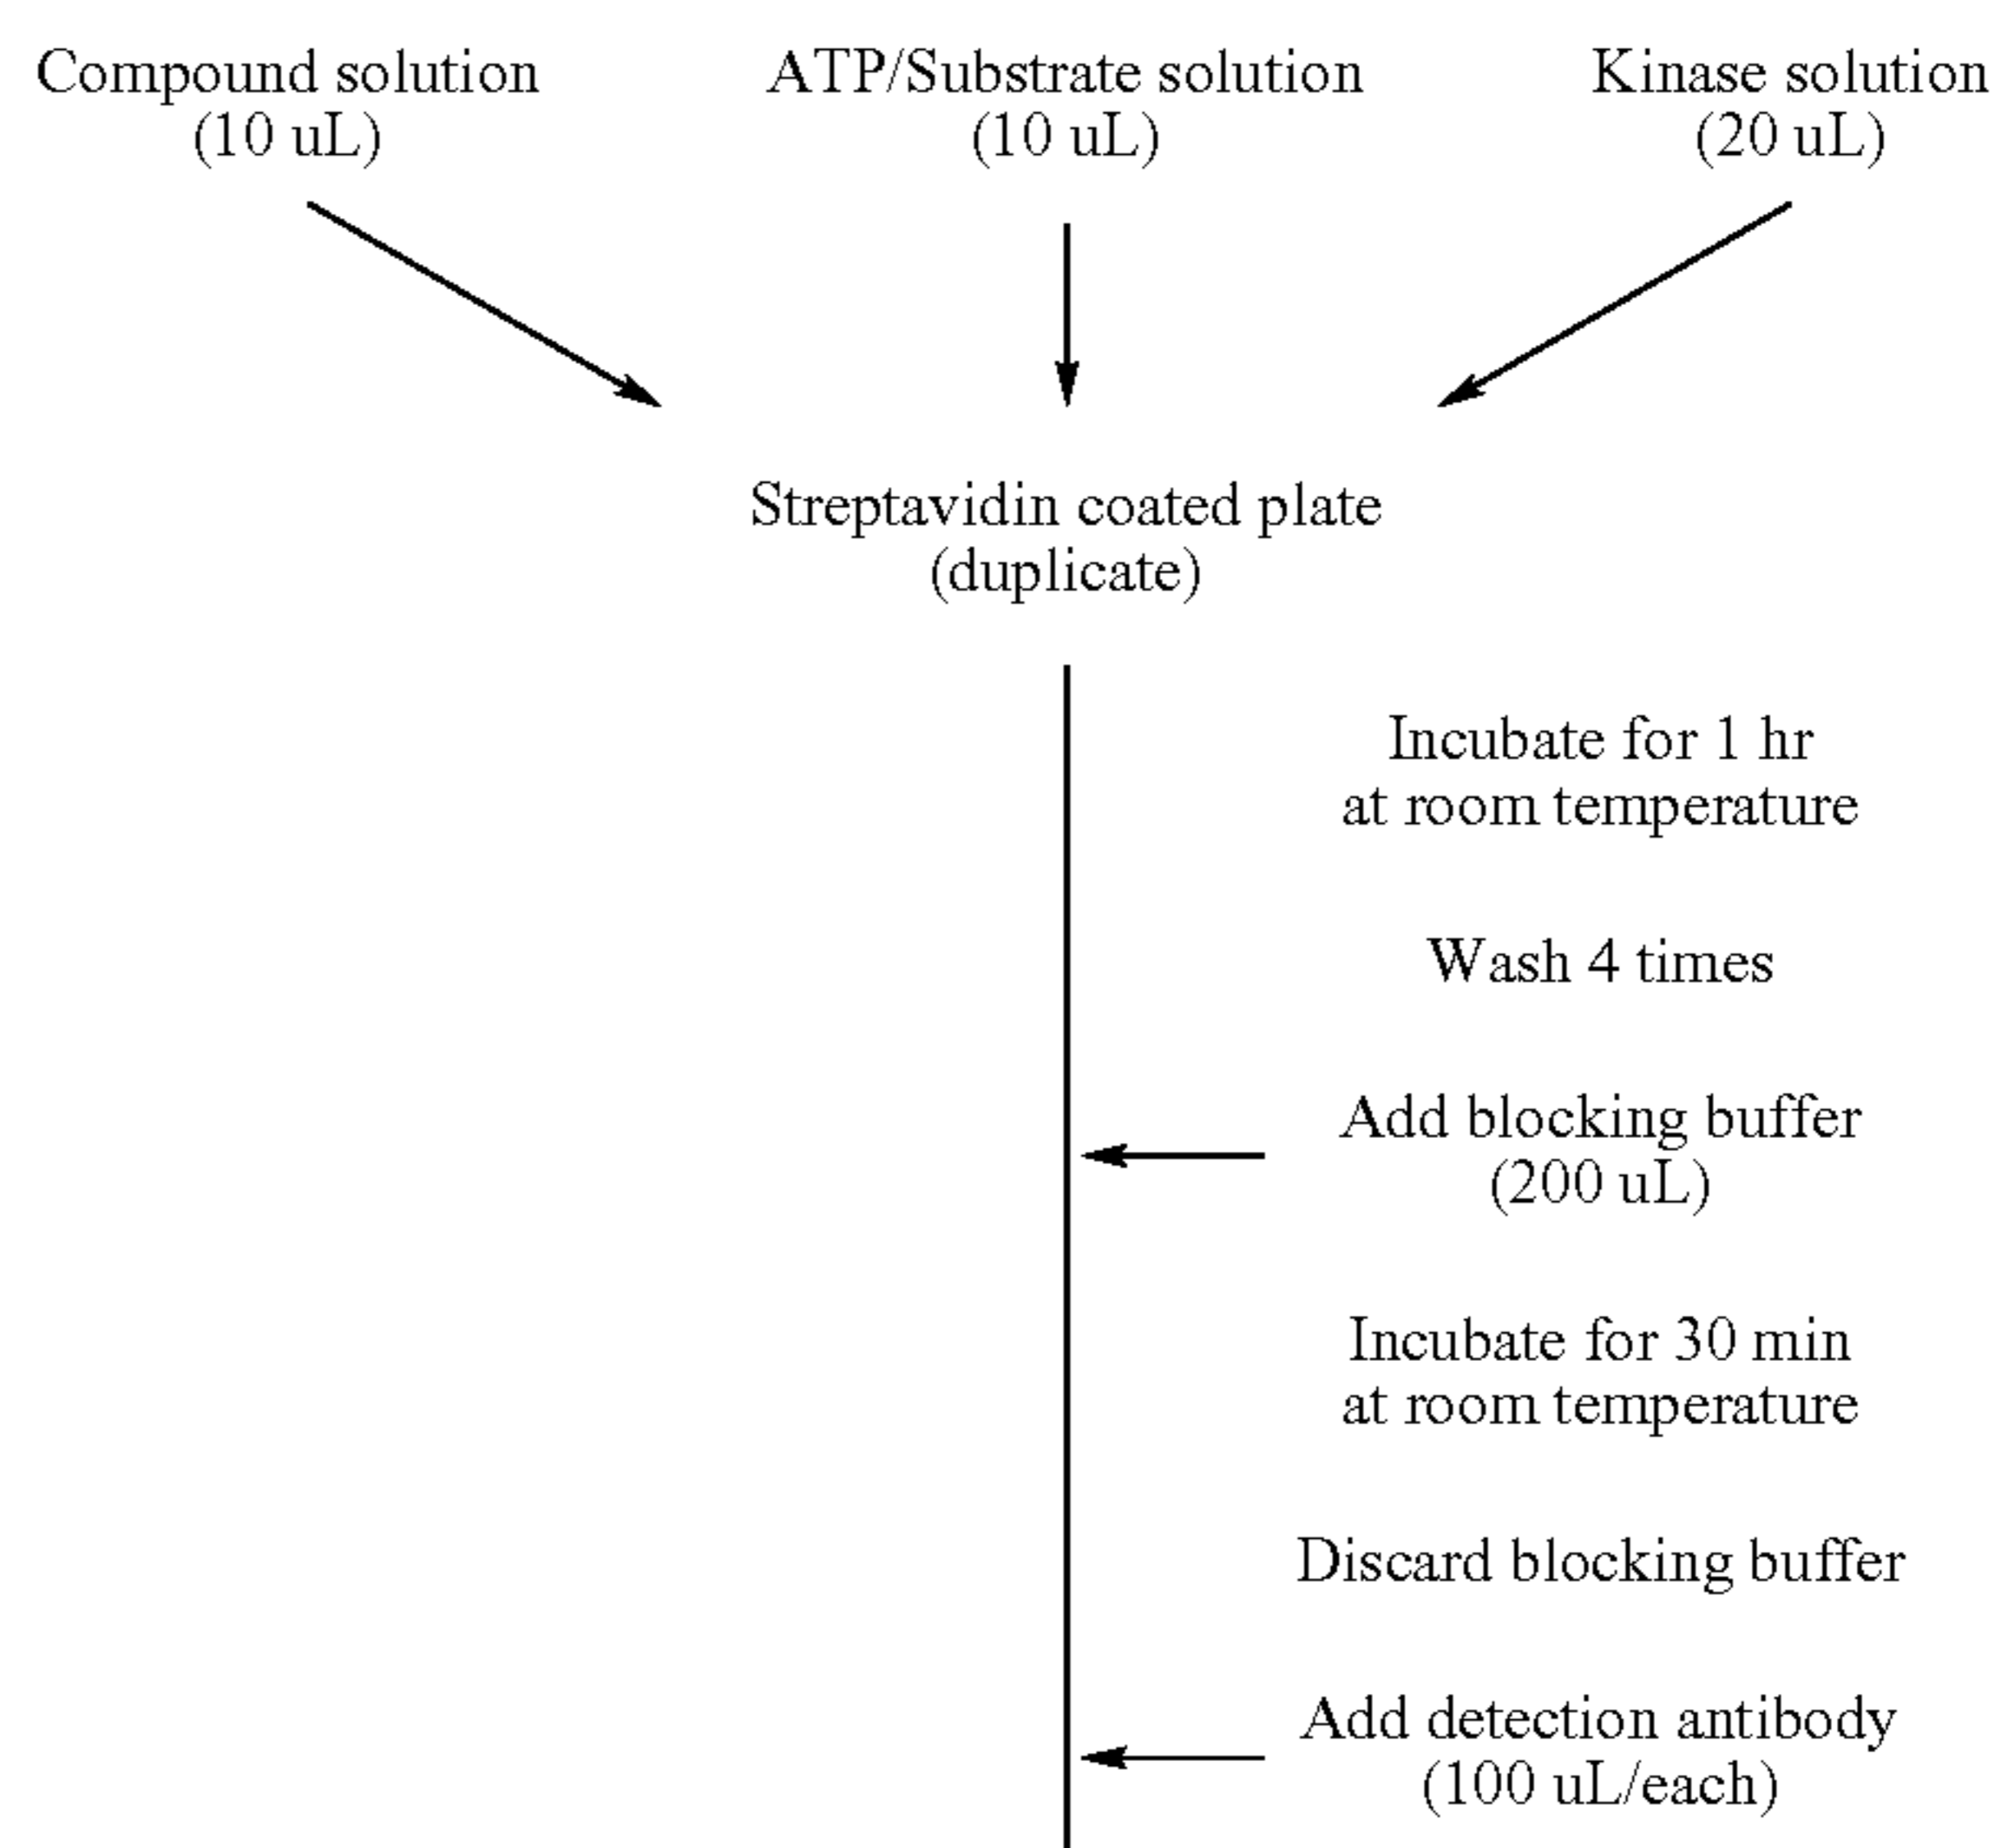 Compound solution
(10 uL)
ATP/Substrate solution
(10 uL)
Kinase solution
(20 uL)
Streptavidin coated plate
(duplicate)
Incubate for 1 hr
at room temperature
Wash 4 times
Add blocking buffer
(200 uL)
Incubate for 30 min
at room temperature
Discard blocking buffer
Add detection antibody
(100 uL/each)